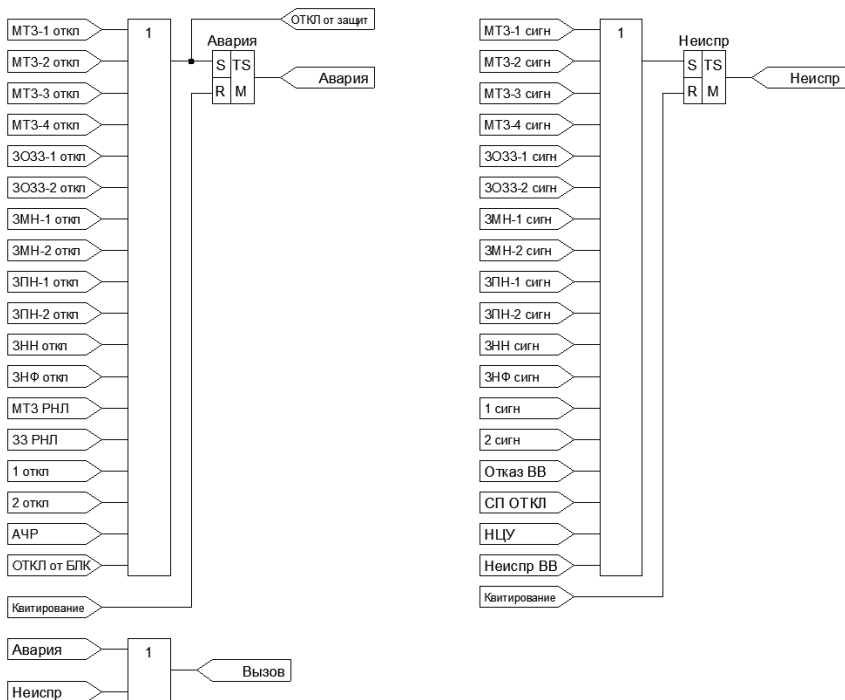 МТЗ-1 откл
1
ОТКЛ от защит
МТЗ-2 откл
Авария
S TS
Авария
МТЗ-3 откл
R M
МТЗ-4 откл
ЗОЗЗ-1 откл
ЗОЗЗ-2 откл
ЗМН-1 откл
ЗМН-2 откл
ЗПН-1 откл
ЗПН-2 откл
ЗНН откл
ЗНФ откл
МТЗ РНЛ
ЗЗ РНЛ
1 откл
2 откл
АЧР
ОТКЛ от БЛК
Квитирование
Авария
1
Вызов
Неиспр
МТЗ-1 сигн
1
МТЗ-2 сигн
Неиспр
S TS
Неиспр
МТЗ-3 сигн
R M
МТЗ-4 сигн
ЗОЗЗ-1 сигн
ЗОЗЗ-2 сигн
ЗМН-1 сигн
ЗМН-2 сигн
ЗПН-1 сигн
ЗПН-2 сигн
ЗНН сигн
ЗНФ сигн
1 сигн
2 сигн
Отказ ВВ
СП ОТКЛ
НЦУ
Неиспр ВВ
Квитирование